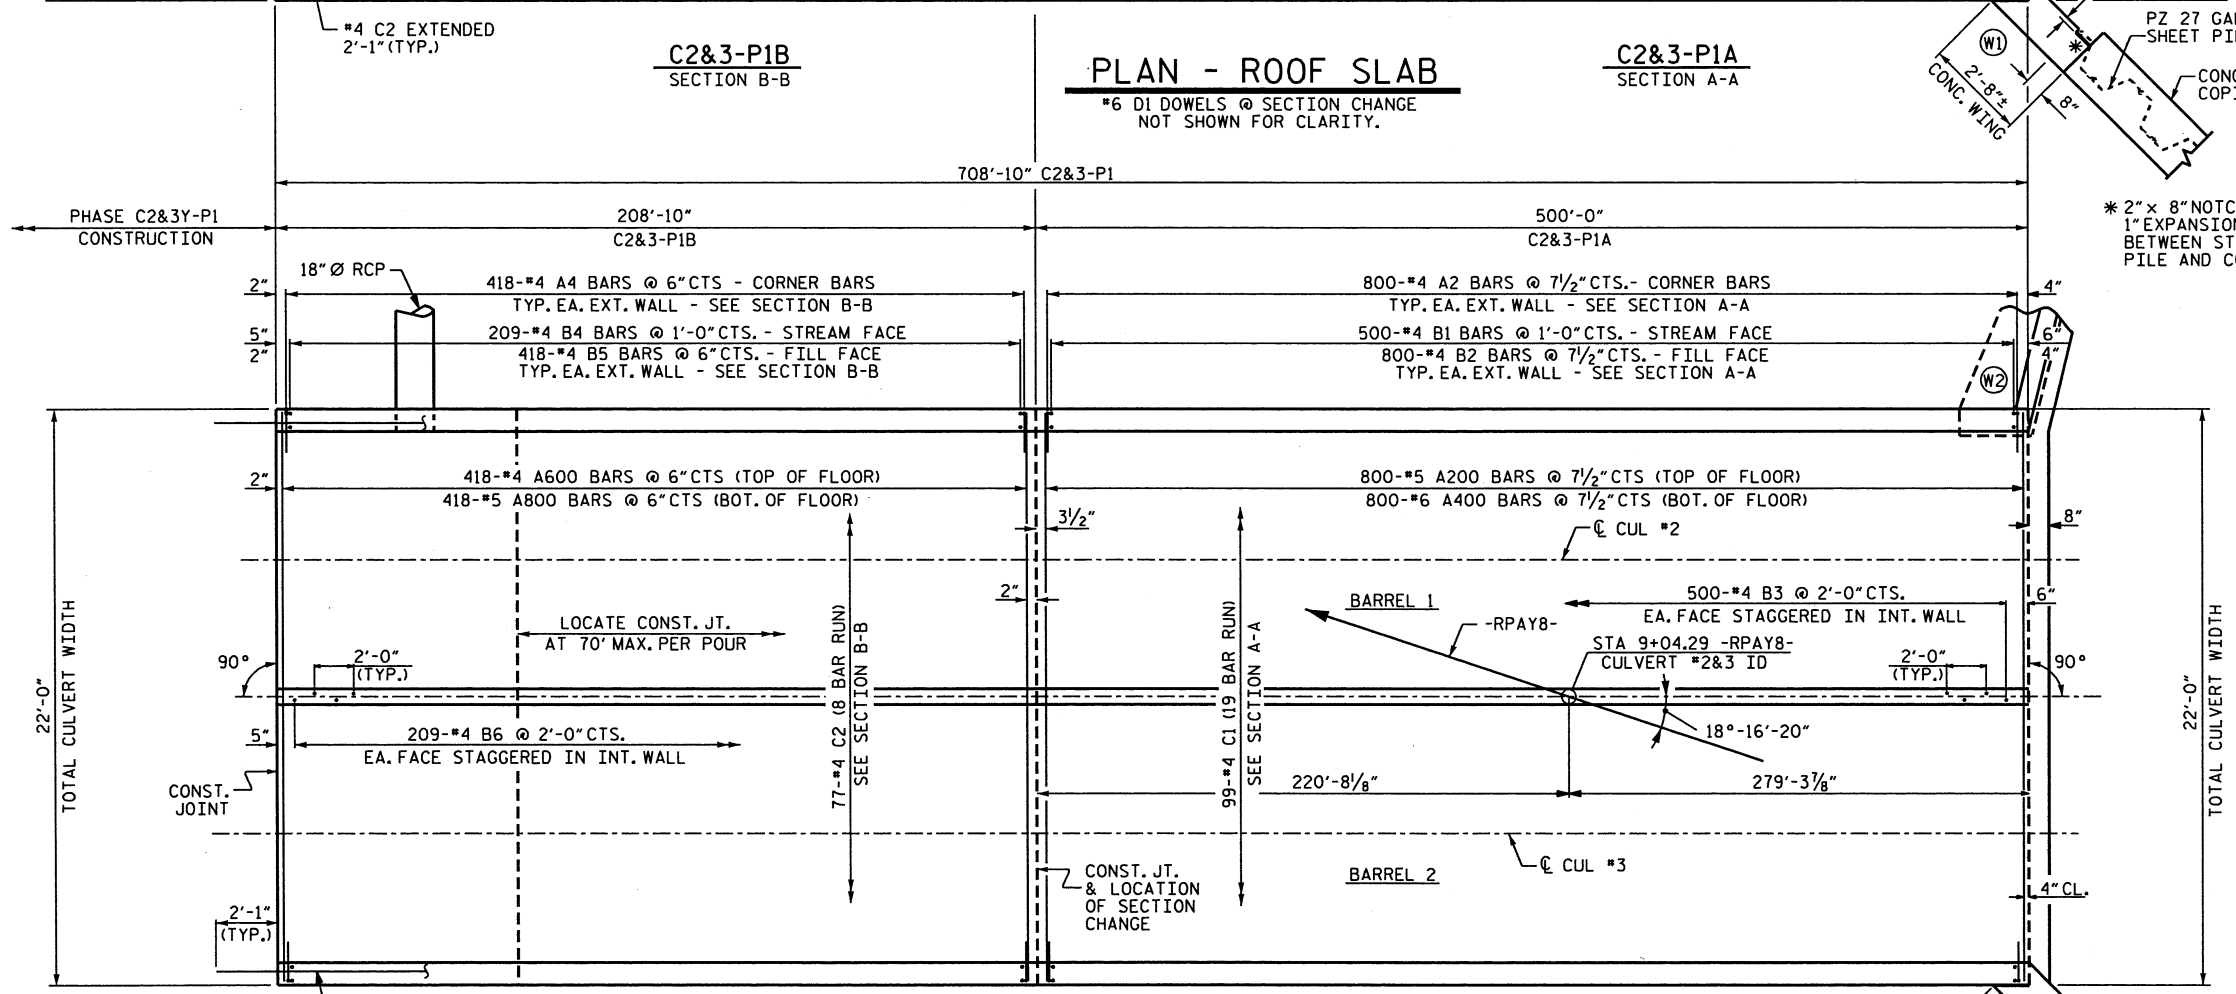 #4 C2 EXTENDED
2'-1" (TYP.)
C2&3-P1B
SECTION B-B
PLAN - ROOF SLAB
#6 D1 DOWELS @ SECTION CHANGE
NOT SHOWN FOR CLARITY.
C2&3-P1A
SECTION A-A
W1
2'-8"±
CONC. WING
8"
PZ 27
SHEET
*
708'-10" C2&3-P1
PHASE C2&3Y-P1
CONSTRUCTION
208'-10"
C2&3-P1B
500'-0"
C2&3-P1A
* 2" x 8"
1"
BETWEEN
PILE AND
18" Ø RCP
2"
418-#4 A4 BARS @ 6" CTS - CORNER BARS
TYP. EA. EXT. WALL - SEE SECTION B-B
5"
209-#4 B4 BARS @ 1'-0" CTS. - STREAM FACE
2"
418-#4 B5 BARS @ 6" CTS. - FILL FACE
TYP. EA. EXT. WALL - SEE SECTION B-B
800-#4 A2 BARS @ 7½" CTS. - CORNER BARS
4"
TYP. EA. EXT. WALL - SEE SECTION A-A
500-#4 B1 BARS @ 1'-0" CTS. - STREAM FACE
6"
800-#4 B2 BARS @ 7½" CTS. - FILL FACE
4"
TYP. EA. EXT. WALL - SEE SECTION A-A
W2
2"
418-#4 A600 BARS @ 6" CTS (TOP OF FLOOR)
418-#5 A800 BARS @ 6" CTS (BOT. OF FLOOR)
800-#5 A200 BARS @ 7½" CTS (TOP OF FLOOR)
800-#6 A400 BARS @ 7½" CTS (BOT. OF FLOOR)
3½"
℄ CUL #2
8"
2"
BARREL 1
-RPAY8-
500-#4 B3 @ 2'-0" CTS.
6"
EA. FACE STAGGERED IN INT. WALL
LOCATE CONST. JT.
AT 70' MAX. PER POUR
STA 9+04.29 -RPAY8-
CULVERT #2&3 ID
90°
2'-0"
(TYP.)
2'-0"
(TYP.)
90°
22'-0"
TOTAL CULVERT WIDTH
77-#4 C2 (8 BAR RUN)
SEE SECTION B-B
99-#4 C1 (19 BAR RUN)
SEE SECTION A-A
22'-0"
TOTAL CULVERT WIDTH
5"
209-#4 B6 @ 2'-0" CTS.
EA. FACE STAGGERED IN INT. WALL
18°-16'-20"
CONST.
JOINT
220'-8⅛"
279'-3⅞"
℄ CUL #3
BARREL 2
CONST. JT.
& LOCATION
OF SECTION
CHANGE
4" CL.
2'-1"
(TYP.)